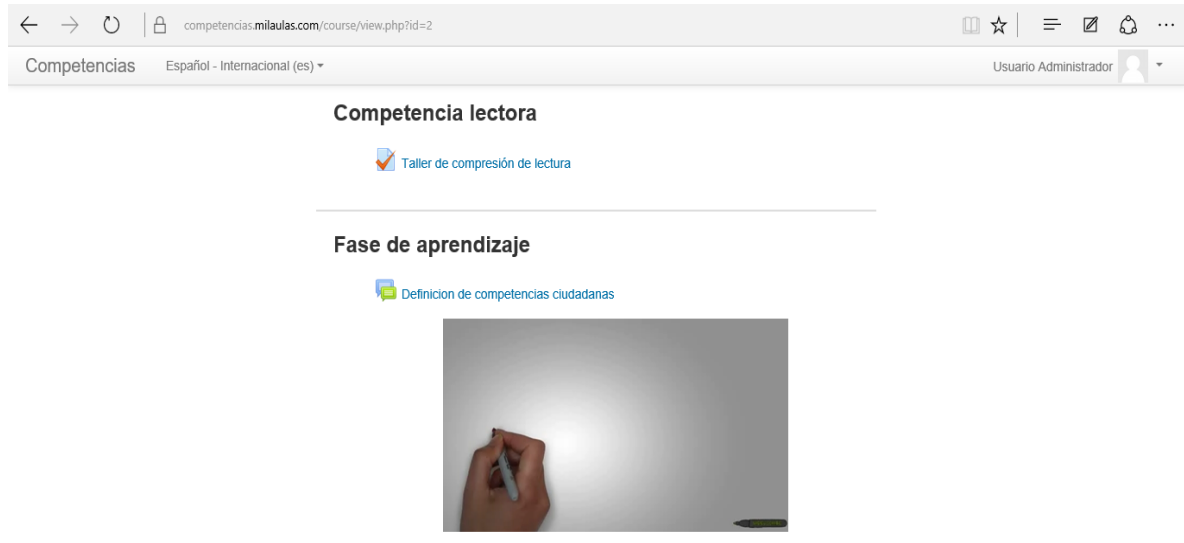 competencias.milaulas.com/course/view.php?id=2
Competencias Español - Internacional (es) Usuario Administrador
Competencia lectora
Taller de compresión de lectura
Fase de aprendizaje
Definicion de competencias ciudadanas